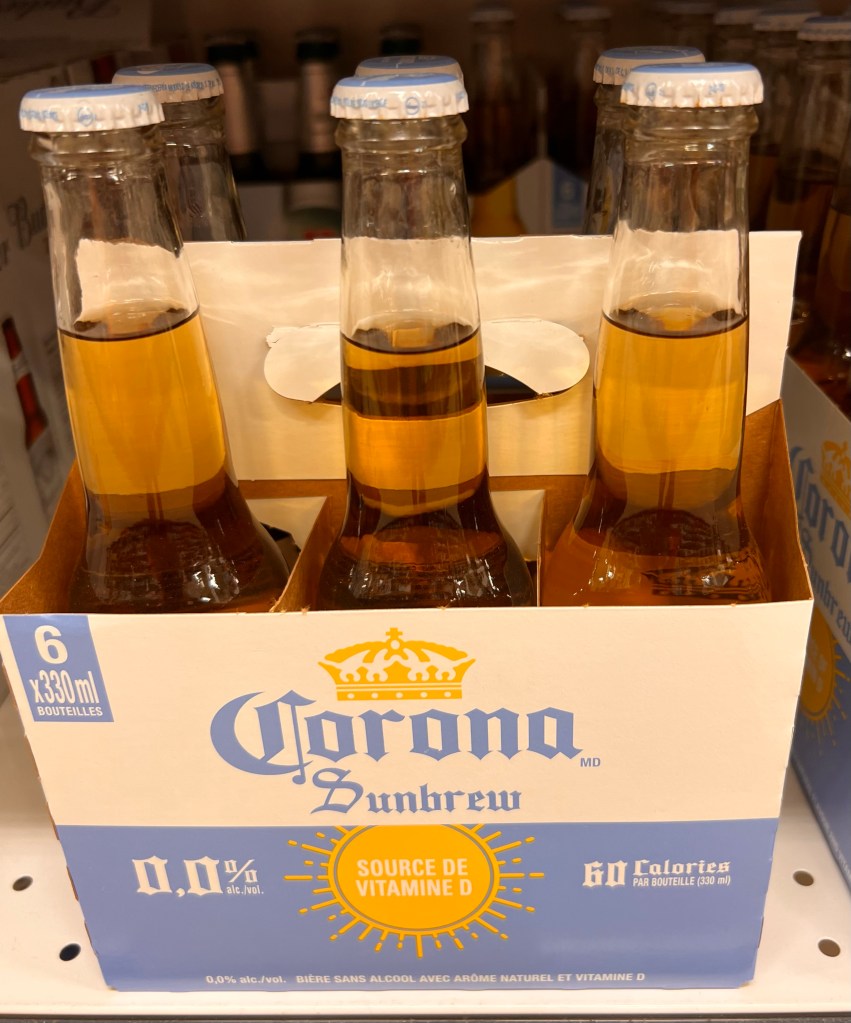 6
x330ml
BOUTEILLES
Corona
MD
Sunbrew
0,0%
alc./vol.
SOURCE DE
VITAMINE D
60 Calories
PAR BOUTEILLE (330 ml)
0,0% alc./vol. BIÈRE SANS ALCOOL AVEC ARÔME NATUREL ET VITAMINE D
6